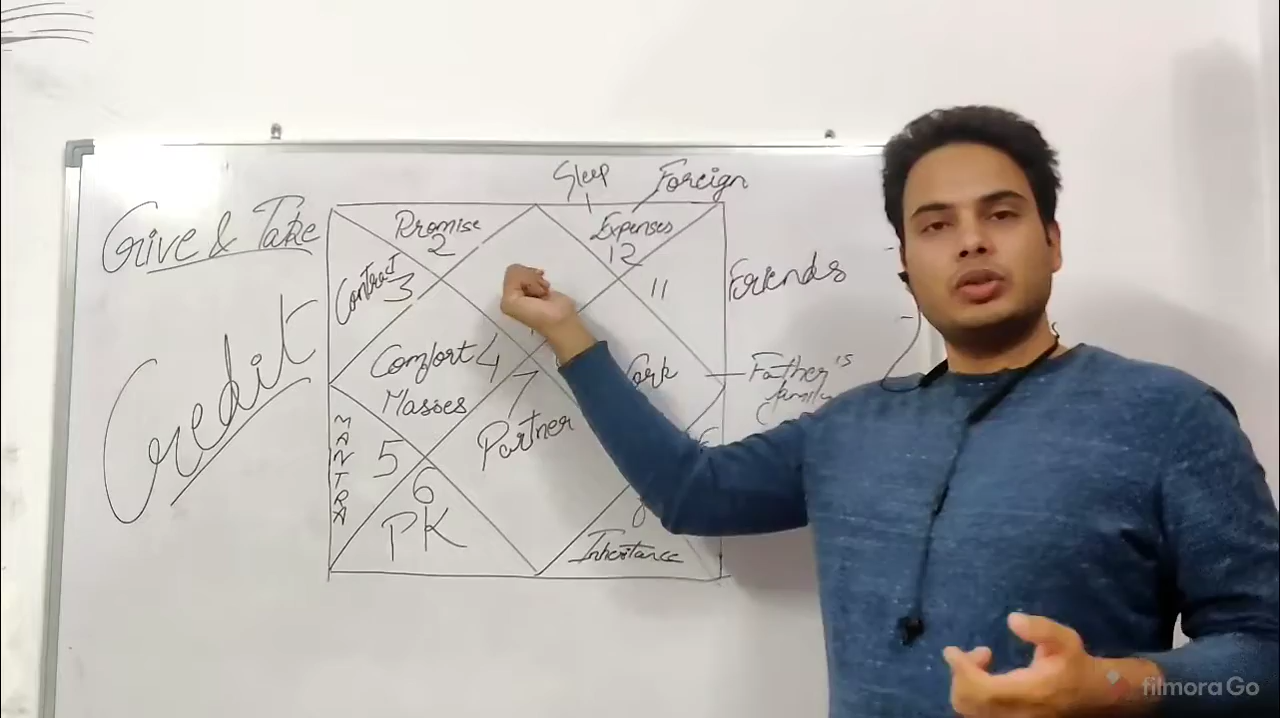 Sleep
Foreign
Give & Take
Promise
2
Expenses
12
Contract
3
11
Friends
Credit
Comfort 4
Masses
7
Partner
Father's
family
MANTRA
5
6
PK
Inheritance
filmoraGo